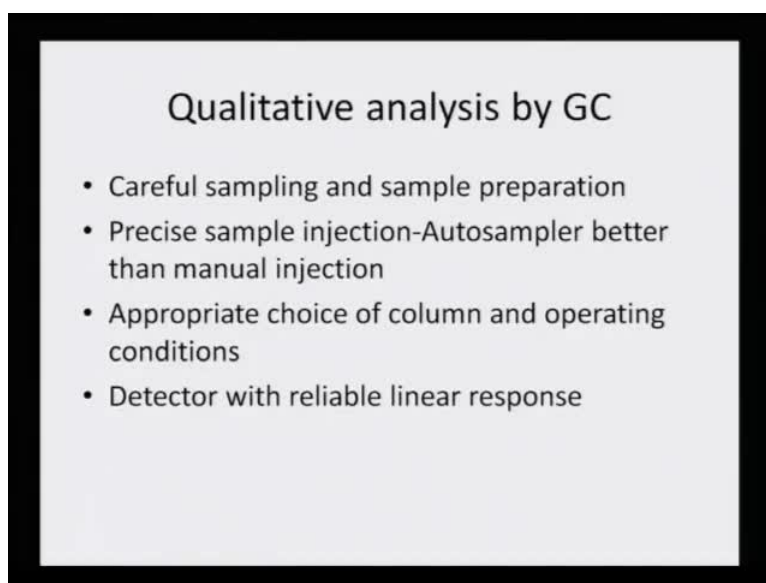 Qualitative analysis by GC
• Careful sampling and sample preparation
• Precise sample injection-Autosampler better
than manual injection
• Appropriate choice of column and operating
conditions
• Detector with reliable linear response